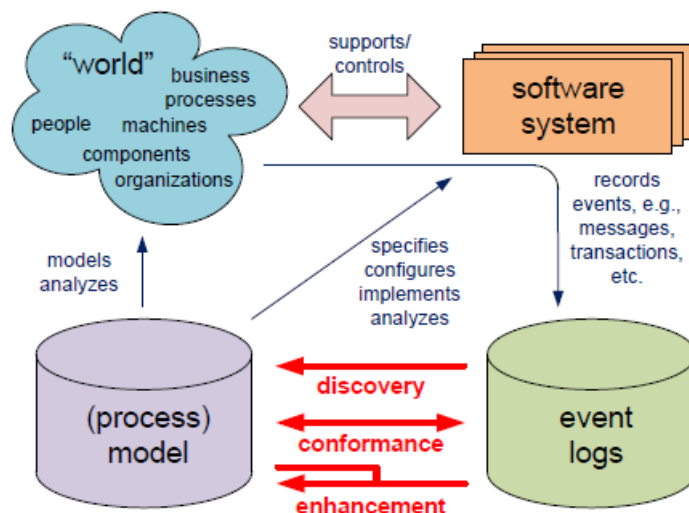 “world”
business
processes
people
machines
components
organizations
supports/
controls
software
system
records
events, e.g.,
messages,
transactions,
etc.
models
analyzes
specifies
configures
implements
analyzes
(process)
model
discovery
conformance
enhancement
event
logs